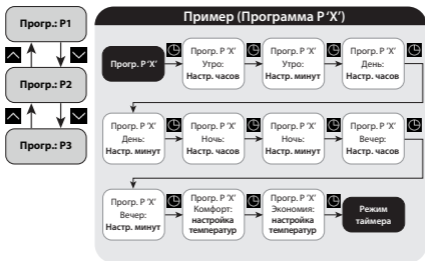 Прогр.: P1
Прогр.: P2
Прогр.: P3
Пример (Программа P 'X')
Прогр. P 'X'
Прогр. P 'X'
Утро:
Настр. часов
Прогр. P 'X'
Утро:
Настр. минут
Прогр. P 'X'
День:
Настр. часов
Прогр. P 'X'
День:
Настр. минут
Прогр. P 'X'
Ночь:
Настр. часов
Прогр. P 'X'
Ночь:
Настр. минут
Прогр. P 'X'
Вечер:
Настр. часов
Прогр. P 'X'
Вечер:
Настр. минут
Прогр. P 'X'
Комфорт:
настройка
температур
Прогр. P 'X'
Экономия:
настройка
температур
Режим
таймера